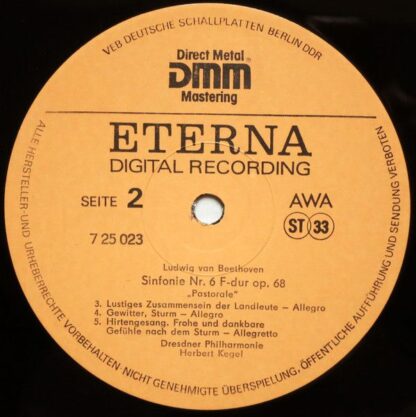 VEB DEUTSCHE SCHALLPLATTEN BERLIN DDR
Direct Metal
DMM
Mastering
ETERNA
DIGITAL RECORDING
SEITE 2
AWA
ST 33
7 25 023
Ludwig van Beethoven
Sinfonie Nr. 6 F-dur op. 68
„Pastorale“
3. Lustiges Zusammensein der Landleute – Allegro
4. Gewitter, Sturm – Allegro
5. Hirtengesang. Frohe und dankbare
Gefühle nach dem Sturm – Allegretto
Dresdner Philharmonie
Herbert Kegel
ALLE HERSTELLER- UND URHEBERRECHTE VORBEHALTEN · NICHT GENEHMIGTE ÜBERSPIELUNG, ÖFFENTLICHE AUFFÜHRUNG UND SENDUNG VERBOTEN